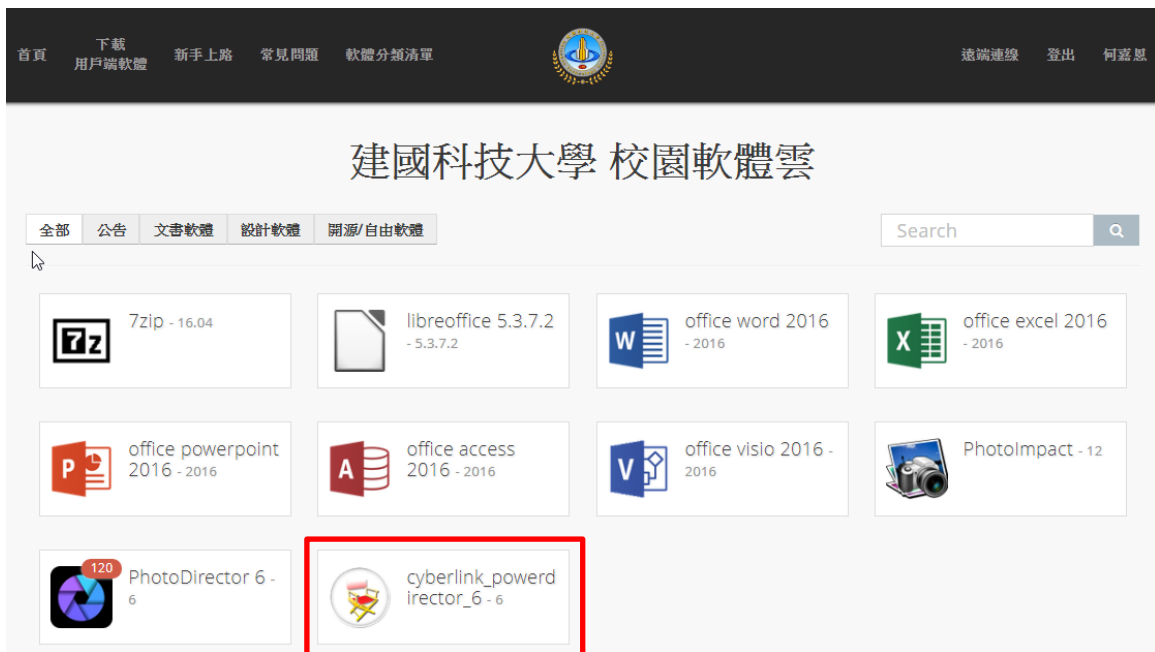 首頁
下載
用戶端軟體
新手上路
常見問題
軟體分類清單
遠端連線
登出
何嘉恩
建國科技大學 校園軟體雲
全部
公告
文書軟體
設計軟體
開源/自由軟體
Search
7z
7zip - 16.04
libreoffice 5.3.7.2
- 5.3.7.2
W
office word 2016
- 2016
X
office excel 2016
- 2016
P
office powerpoint
2016 - 2016
A
office access
2016 - 2016
V
office visio 2016 -
2016
PhotoImpact - 12
120
PhotoDirector 6 -
6
cyberlink_powerd
irector_6 - 6